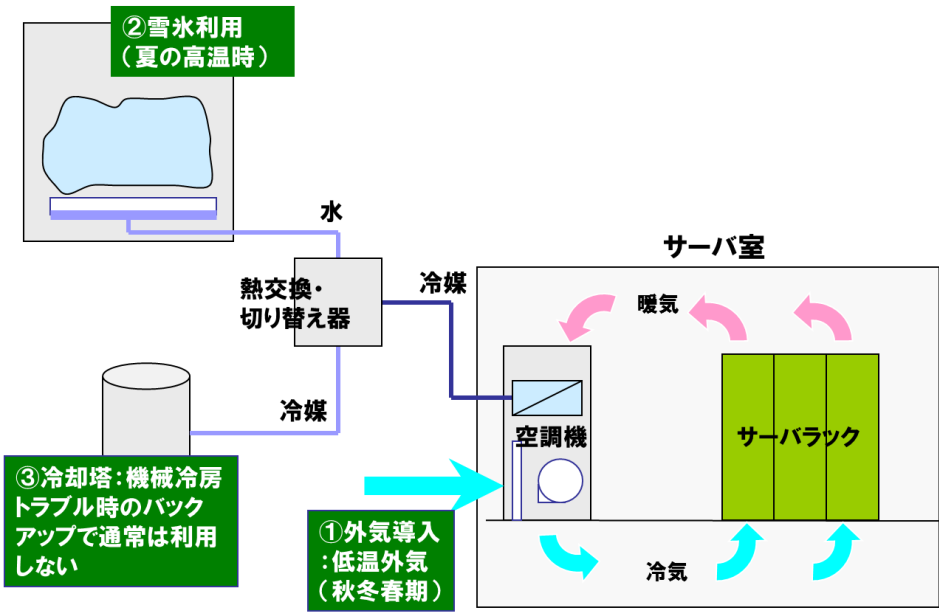 ②雪氷利用
（夏の高温時）
水
サーバ室
熱交換・
切り替え器
冷媒
暖気
冷媒
空調機
サーバラック
③冷却塔：機械冷房
トラブル時のバック
アップで通常は利用
しない
①外気導入
：低温外気
（秋冬春期）
冷気